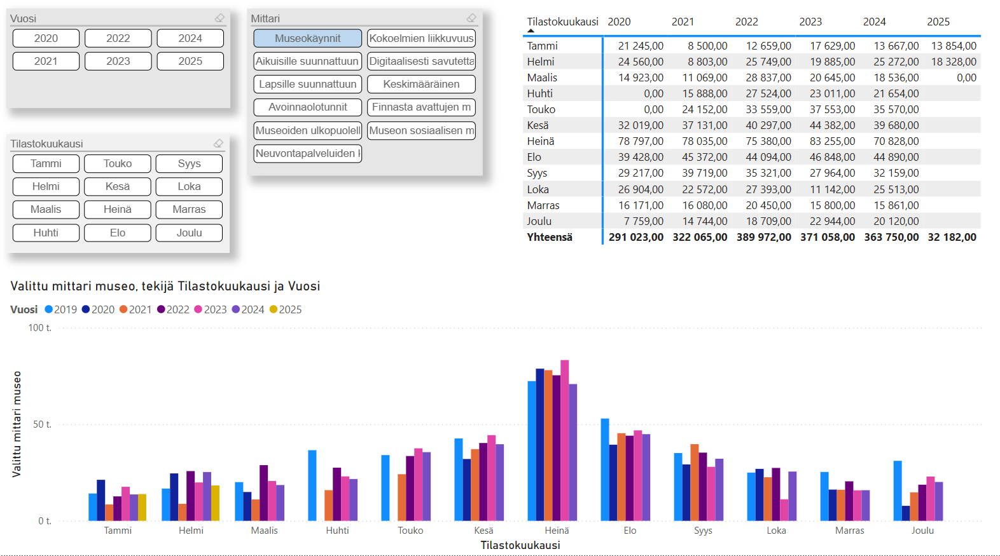 Vuosi
2020 2022 2024
2021 2023 2025
Mittari
Museokäynnit Kokoelmien liikkuvuus
Aikuisille suunnattuun Digitaalisesti savutetta
Lapsille suunnattuun Keskimääräinen
Avoinnaolotunnit Finnasta avattujen m
Museoiden ulkopuolell Museon sosiaalisen m
Neuvontapalveluiden
Tilastokuukausi
Tammi Touko Syys
Helmi Kesä Loka
Maalis Heinä Marras
Huhti Elo Joulu
Tilastokuukausi 2020 2021 2022 2023 2024 2025
Tammi 21 245,00 8 500,00 12 659,00 17 629,00 13 667,00 13 854,00
Helmi 24 560,00 8 803,00 25 749,00 19 885,00 25 272,00 18 328,00
Maalis 14 923,00 11 069,00 28 837,00 20 645,00 18 536,00 0,00
Huhti 0,00 15 888,00 27 524,00 23 011,00 21 654,00
Touko 0,00 24 152,00 33 559,00 37 553,00 35 570,00
Kesä 32 019,00 37 131,00 40 297,00 44 382,00 39 680,00
Heinä 78 797,00 78 035,00 75 380,00 83 255,00 70 828,00
Elo 39 428,00 45 372,00 44 094,00 46 848,00 44 890,00
Syys 29 217,00 39 719,00 35 321,00 27 964,00 32 159,00
Loka 26 904,00 22 572,00 27 393,00 11 142,00 25 513,00
Marras 16 171,00 16 080,00 20 450,00 15 800,00 15 861,00
Joulu 7 759,00 14 744,00 18 709,00 22 944,00 20 120,00
Yhteensä 291 023,00 322 065,00 389 972,00 371 058,00 363 750,00 32 182,00
Valittu mittari museo, tekijä Tilastokuukausi ja Vuosi
Vuosi 2019 2020 2021 2022 2023 2024 2025
100 t.
50 t.
0 t.
Valittu mittari museo
Tammi Helmi Maalis Huhti Touko Kesä Heinä Elo Syys Loka Marras Joulu
Tilastokuukausi